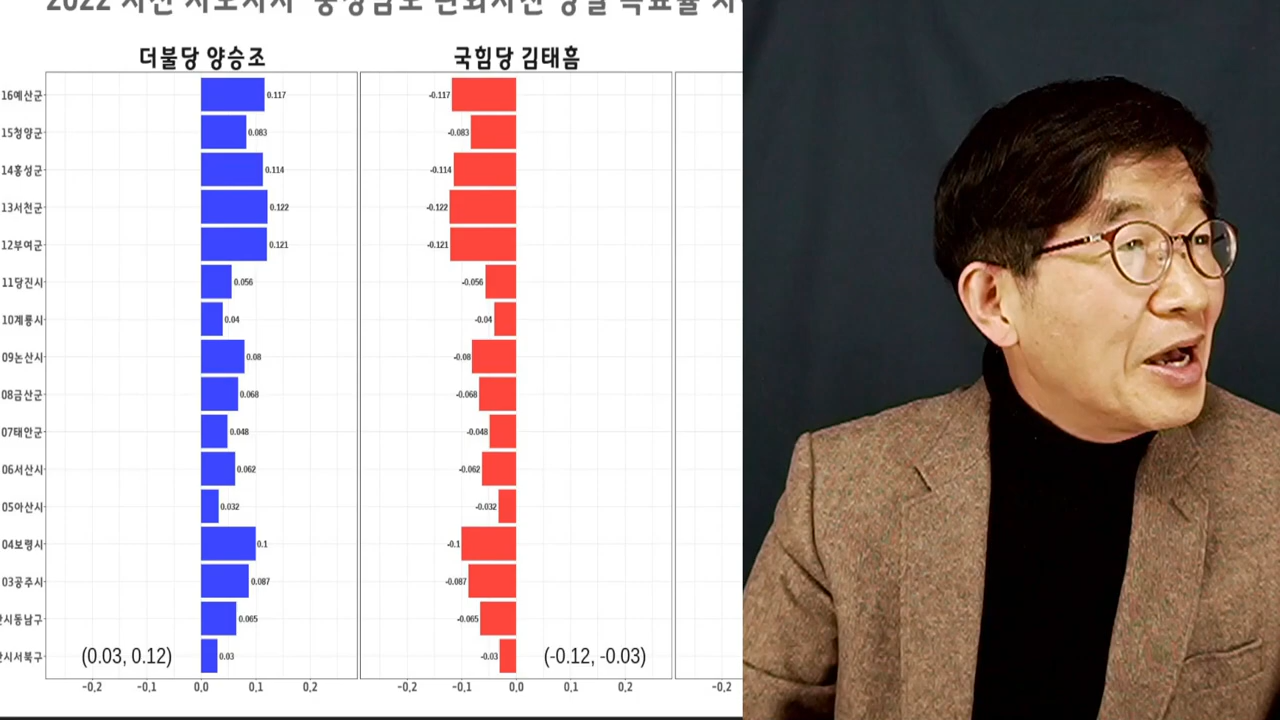 2022 지선 시도지사
더불당 양승조
국힘당 김태흠
16예산군 0.117 -0.117
15청양군 0.083 -0.083
14홍성군 0.114 -0.114
13서천군 0.122 -0.122
12부여군 0.121 -0.121
11당진시 0.056 -0.056
10계룡시 0.04 -0.04
09논산시 0.08 -0.08
08금산군 0.068 -0.068
07태안군 0.048 -0.048
06서산시 0.062 -0.062
05아산시 0.032 -0.032
04보령시 0.1 -0.1
03공주시 0.087 -0.087
안시동남구 0.065 -0.065
안시서북구 0.03 -0.03
(0.03, 0.12) (-0.12, -0.03)
-0,2 -0,1 0,0 0,1 0,2 -0,2 -0,1 0,0 0,1 0,2 -0,2